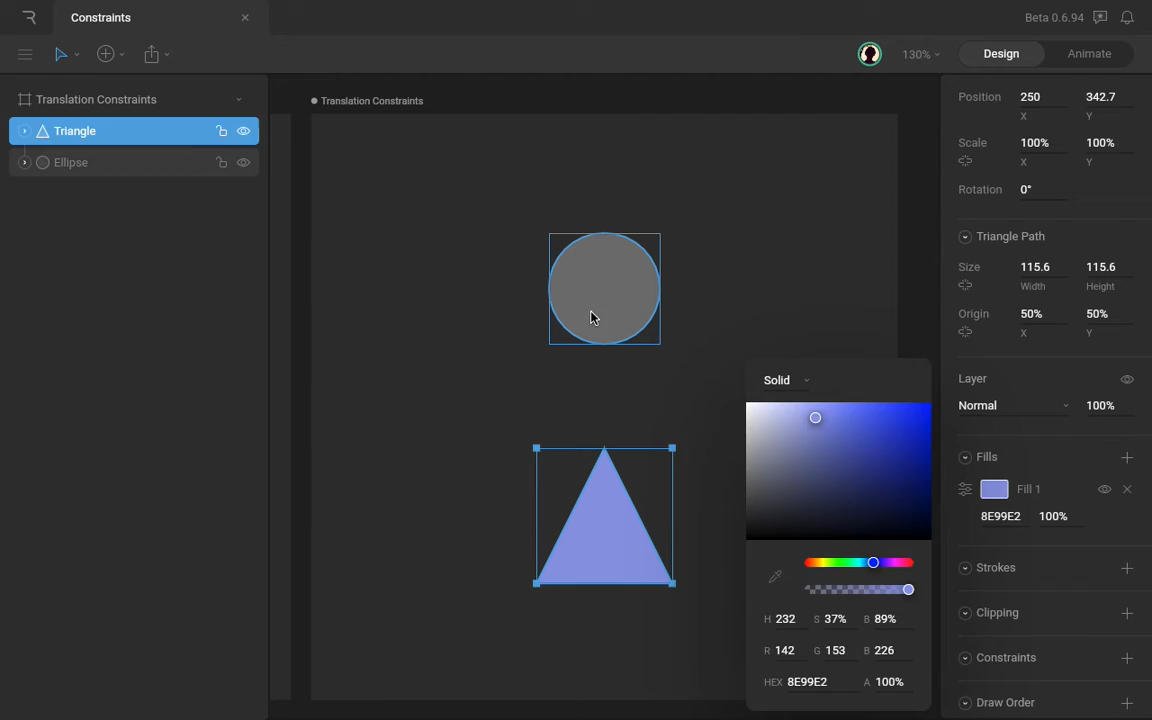 Constraints
Beta 0.6.94
130%
Design
Animate
Translation Constraints
Triangle
Ellipse
Translation Constraints
Position 250 342.7
X Y
Scale 100% 100%
X Y
Rotation 0°
Triangle Path
Size 115.6 115.6
Width Height
Origin 50% 50%
X Y
Layer
Normal 100%
Fills
Fill 1
8E99E2 100%
Strokes
Clipping
Constraints
Draw Order
Solid
H 232 S 37% B 89%
R 142 G 153 B 226
HEX 8E99E2 A 100%